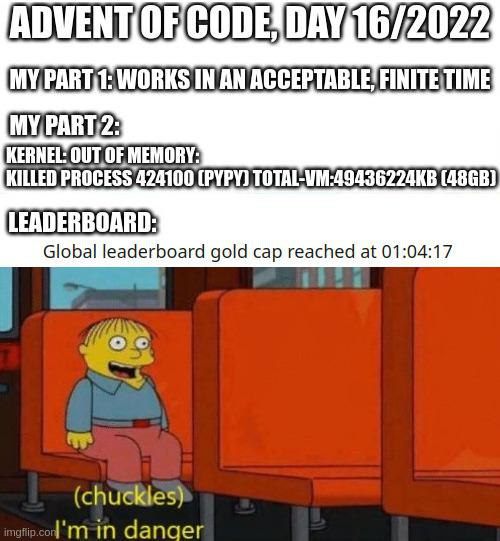 ADVENT OF CODE, DAY 16/2022
MY PART 1: WORKS IN AN ACCEPTABLE, FINITE TIME
MY PART 2:
KERNEL: OUT OF MEMORY:
KILLED PROCESS 424100 (PYPY) TOTAL-VM:49436224KB (48GB)
LEADERBOARD:
Global leaderboard gold cap reached at 01:04:17
(chuckles)
I'm in danger
imgflip.com